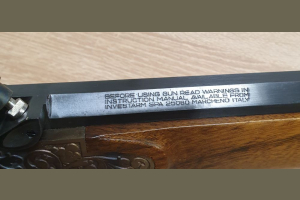 BEFORE USING GUN READ WARNINGS IN
INSTRUCTION MANUAL AVAILABLE FROM
INVESTARM SPA 25060 MARCHENO ITALY